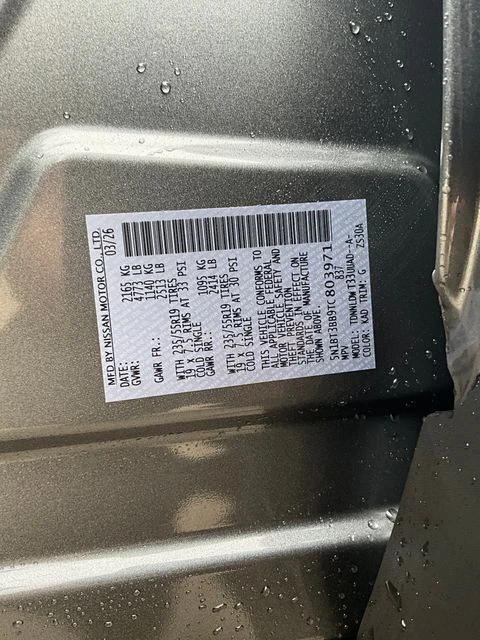 MFD BY NISSAN MOTOR CO., LTD.
DATE: 03/26
GVWR: 2165 KG
4773 LB
GAWR FR.: 1140 KG
2513 LB
WITH 235/55R19 TIRES
19 X 7.5 RIMS AT 33 PSI
COLD SINGLE
GAWR RR.: 1095 KG
2414 LB
WITH 235/55R19 TIRES
19 X 7.5 RIMS AT 30 PSI
COLD SINGLE
THIS VEHICLE CONFORMS TO
ALL APPLICABLE FEDERAL
MOTOR VEHICLE SAFETY AND
THEFT PREVENTION
STANDARDS IN EFFECT ON
THE DATE OF MANUFACTURE
SHOWN ABOVE.
5N1BT3BB9TC803971
MPV 837
MODEL: TDNNLDWT33UUAD--A-
COLOR: KAD TRIM: G ZS30A